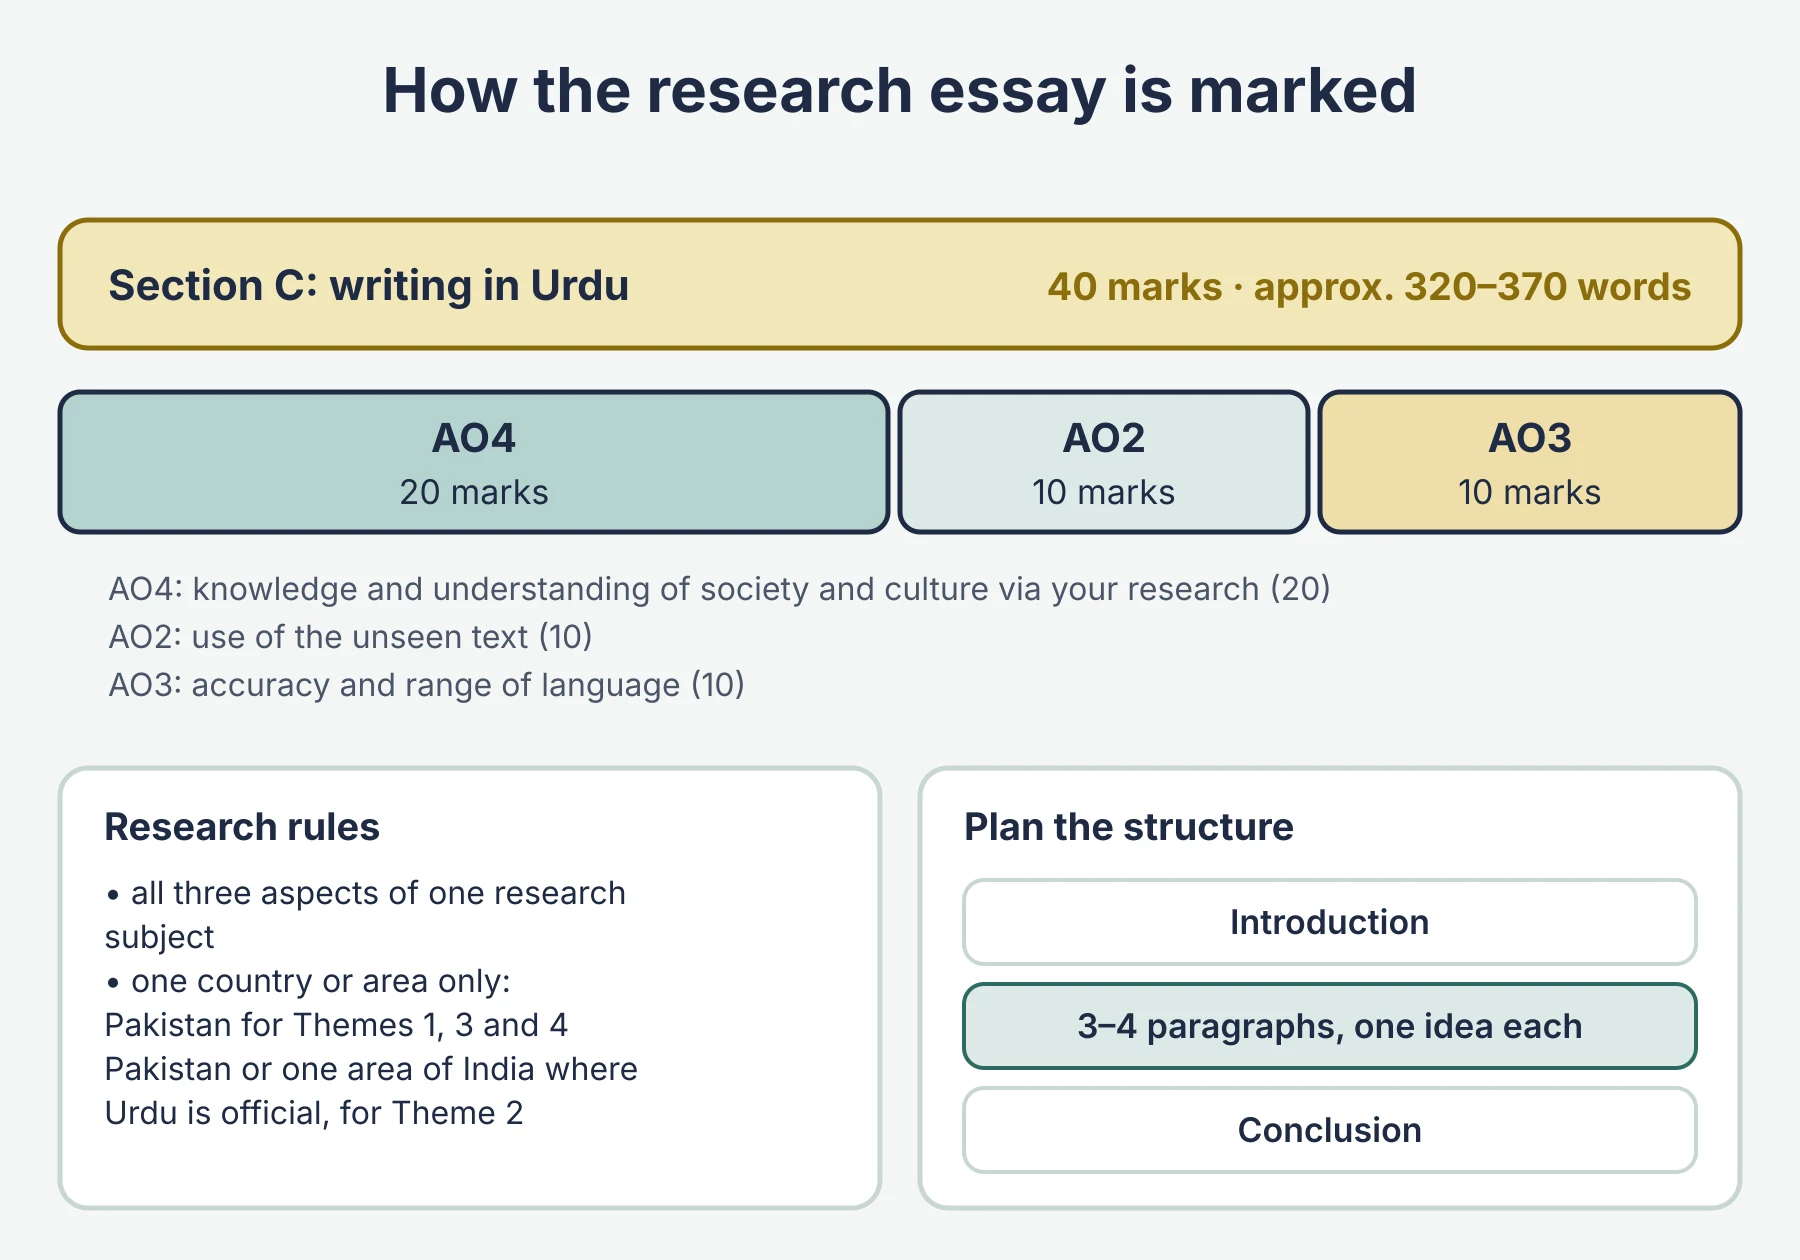 How the research essay is marked
Section C: writing in Urdu
40 marks · approx. 320–370 words
AO4
20 marks
AO2
10 marks
AO3
10 marks
AO4: knowledge and understanding of society and culture via your research (20)
AO2: use of the unseen text (10)
AO3: accuracy and range of language (10)
Research rules
• all three aspects of one research
subject
• one country or area only:
Pakistan for Themes 1, 3 and 4
Pakistan or one area of India where
Urdu is official, for Theme 2
Plan the structure
Introduction
3–4 paragraphs, one idea each
Conclusion